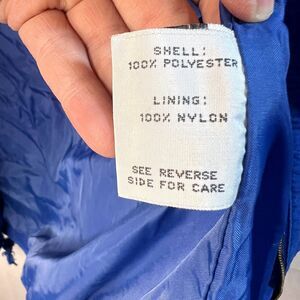 SHELL:
100% POLYESTER
LINING:
100% NYLON
SEE REVERSE
SIDE FOR CARE